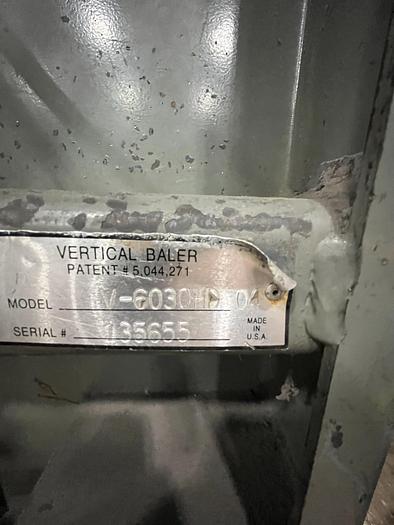 VERTICAL BALER
PATENT # 5,044,271
MODEL V-6030HD 04
SERIAL # 135655
MADE
IN
U.S.A.